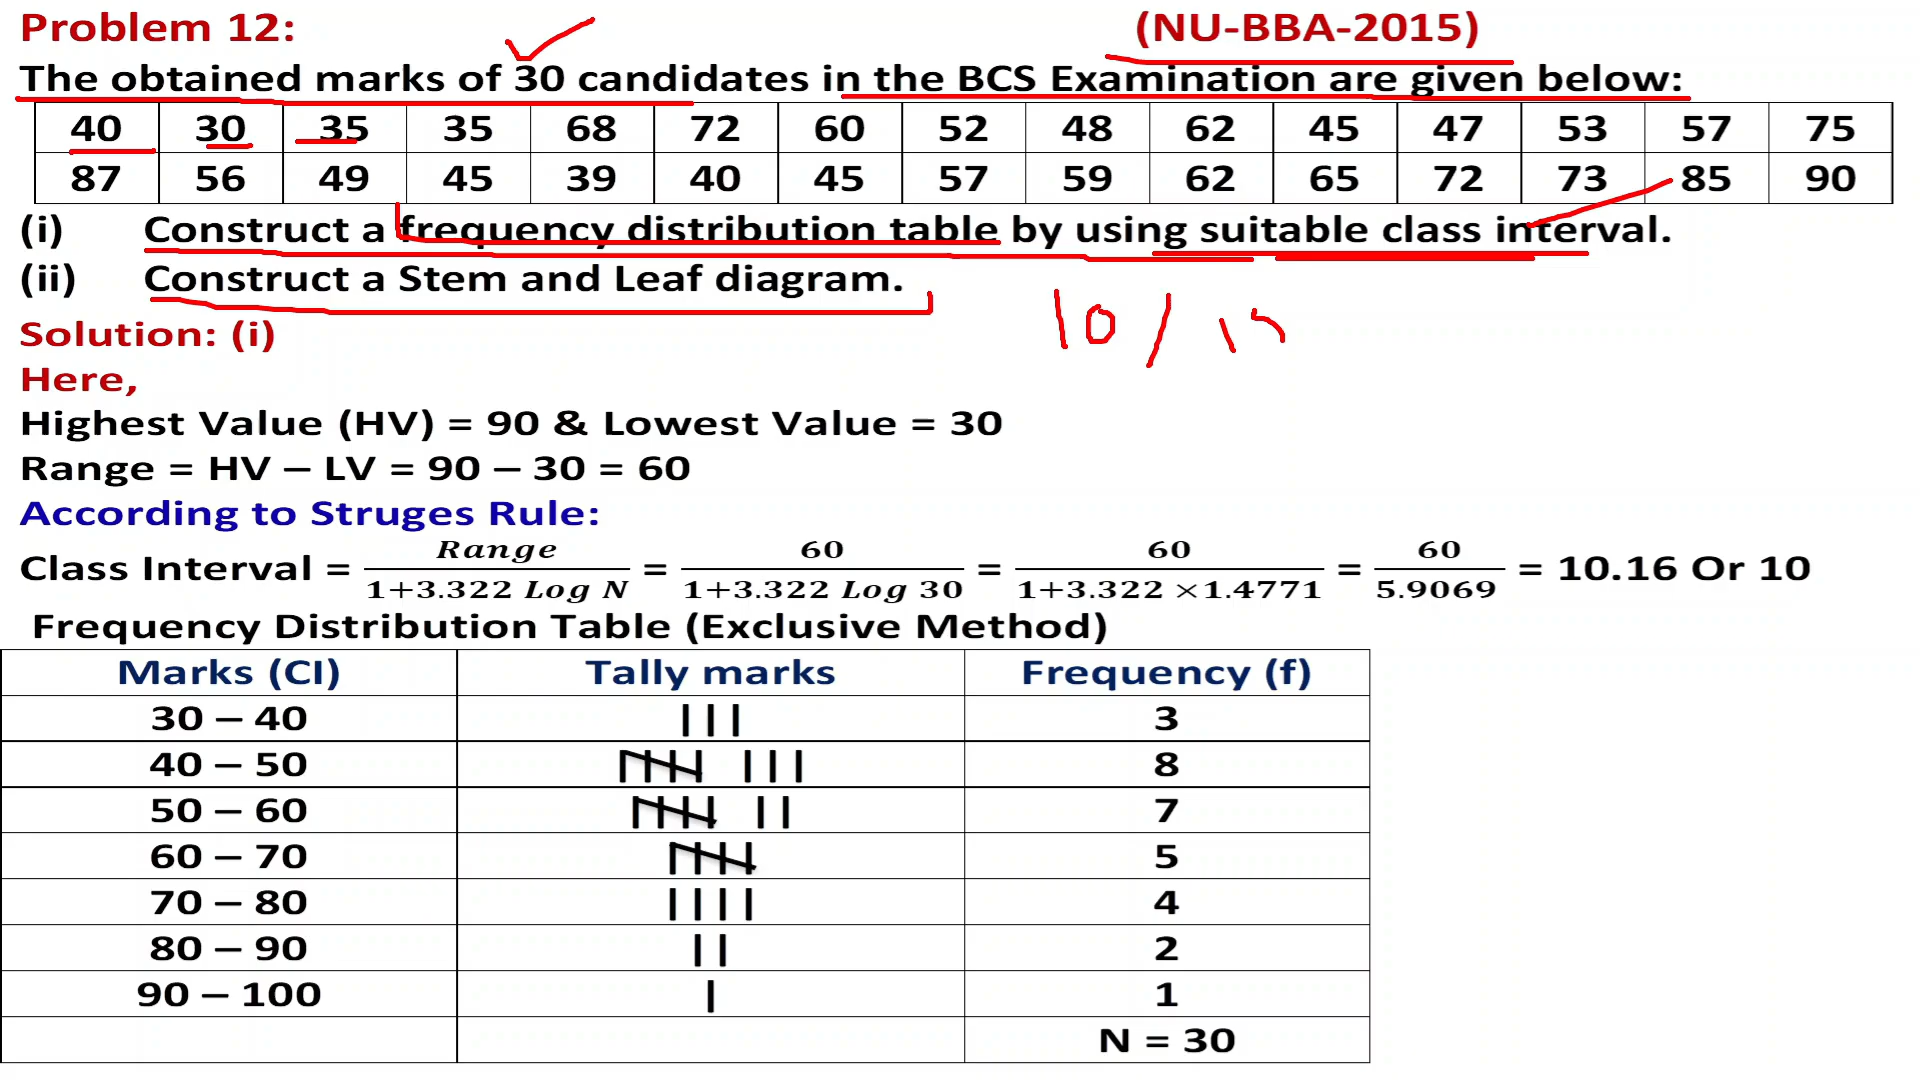 Problem 12: (NU-BBA-2015)
The obtained marks of 30 candidates in the BCS Examination are given below:
40 30 35 35 68 72 60 52 48 62 45 47 53 57 75
87 56 49 45 39 40 45 57 59 62 65 72 73 85 90
(i) Construct a frequency distribution table by using suitable class interval.
(ii) Construct a Stem and Leaf diagram.
10 /
Solution: (i)
Here,
Highest Value (HV) = 90 & Lowest Value = 30
Range = HV – LV = 90 – 30 = 60
According to Struges Rule:
Class Interval = Range / 1+3.322 Log N = 60 / 1+3.322 Log 30 = 60 / 1+3.322 ×1.4771 = 60 / 5.9069 = 10.16 Or 10
Frequency Distribution Table (Exclusive Method)
Marks (CI) Tally marks Frequency (f)
30 – 40 ||| 3
40 – 50 |||| ||| 8
50 – 60 |||| || 7
60 – 70 |||| 5
70 – 80 |||| 4
80 – 90 || 2
90 – 100 | 1
N = 30